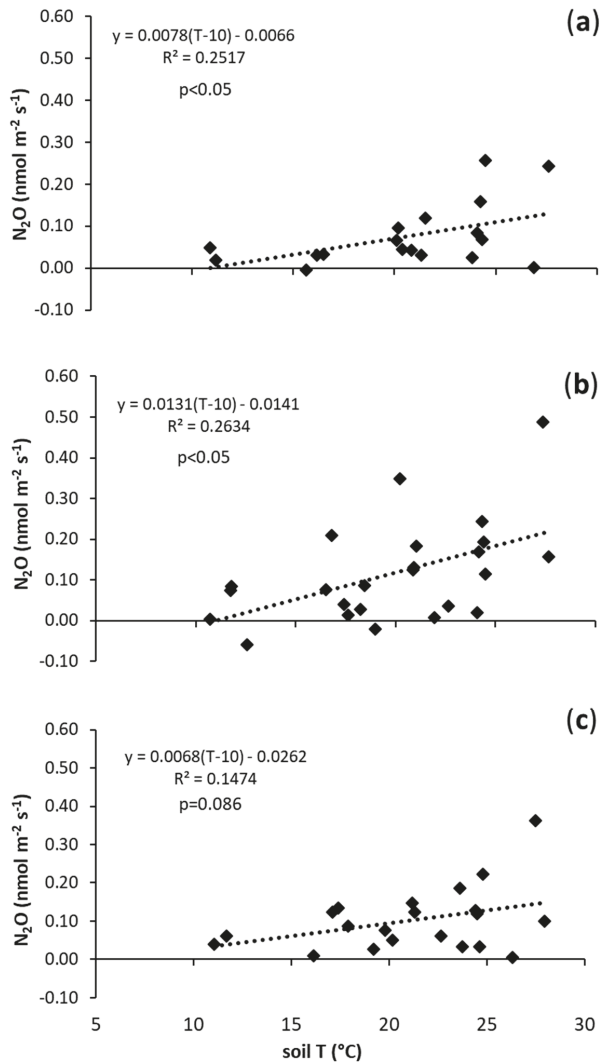 (a)
y = 0.0078(T-10) - 0.0066
R² = 0.2517
p<0.05
N₂O (nmol m⁻² s⁻¹)
0.60
0.50
0.40
0.30
0.20
0.10
0.00
-0.10
(b)
y = 0.0131(T-10) - 0.0141
R² = 0.2634
p<0.05
N₂O (nmol m⁻² s⁻¹)
0.60
0.50
0.40
0.30
0.20
0.10
0.00
-0.10
(c)
y = 0.0068(T-10) - 0.0262
R² = 0.1474
p=0.086
N₂O (nmol m⁻² s⁻¹)
0.60
0.50
0.40
0.30
0.20
0.10
0.00
-0.10
5 10 15 20 25 30
soil T (°C)